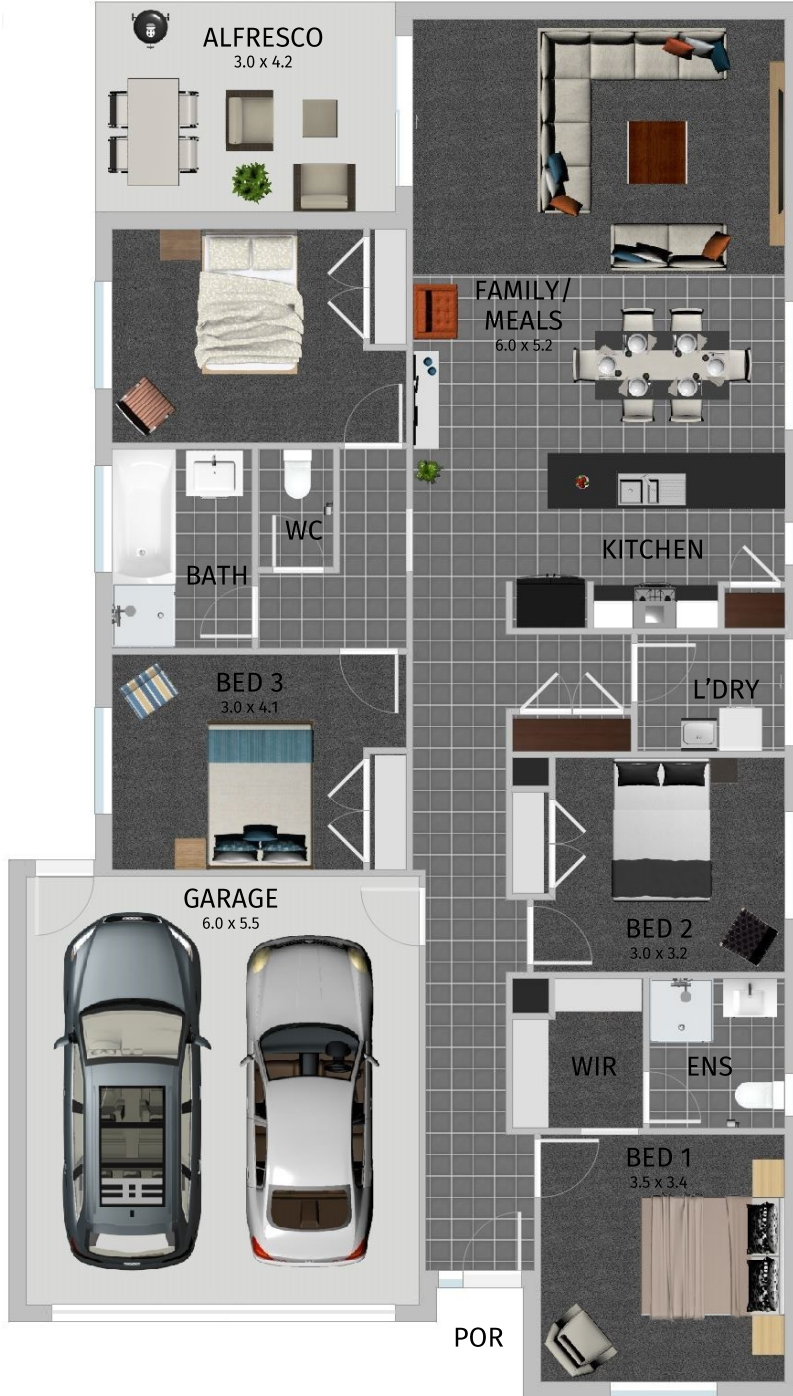 ALFRESCO
3.0 x 4.2
FAMILY/
MEALS
6.0 x 5.2
WC
KITCHEN
BATH
BED 3
3.0 x 4.1
L'DRY
GARAGE
6.0 x 5.5
BED 2
3.0 x 3.2
WIR
ENS
BED 1
3.5 x 3.4
POR